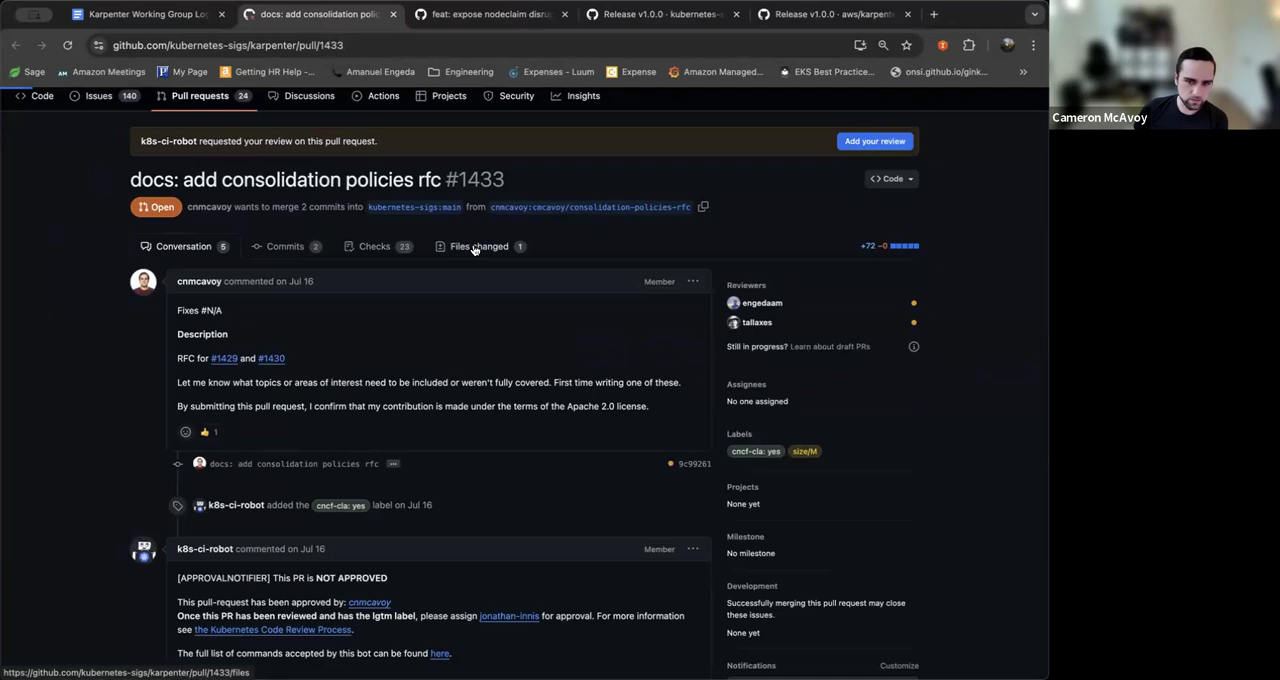 Karpenter Working Group Log
docs: add consolidation polici
feat: expose nodeclaim disrup
Release v1.0.0 · kubernetes-s
Release v1.0.0 · aws/karpente
github.com/kubernetes-sigs/karpenter/pull/1433
Sage
Amazon Meetings
My Page
Getting HR Help -...
Amanuel Engeda
Engineering
Expenses - Luum
Expense
Amazon Managed...
EKS Best Practice...
onsi.github.io/gink...
Code
Issues 140
Pull requests 24
Discussions
Actions
Projects
Security
Insights
k8s-ci-robot requested your review on this pull request.
Add your review
docs: add consolidation policies rfc #1433
Code
Open
cnmcavoy wants to merge 2 commits into kubernetes-sigs:main from cnmcavoy:cmcavoy/consolidation-policies-rfc
Conversation 5
Commits 2
Checks 23
Files changed 1
+72 −0
cnmcavoy commented on Jul 16
Member
Fixes #N/A
Description
RFC for #1429 and #1430
Let me know what topics or areas of interest need to be included or weren't fully covered. First time writing one of these.
By submitting this pull request, I confirm that my contribution is made under the terms of the Apache 2.0 license.
👍 1
docs: add consolidation policies rfc ...
9c99261
k8s-ci-robot added the cncf-cla: yes label on Jul 16
k8s-ci-robot commented on Jul 16
Member
[APPROVALNOTIFIER] This PR is NOT APPROVED
This pull-request has been approved by: cnmcavoy
Once this PR has been reviewed and has the lgtm label, please assign jonathan-innis for approval. For more information
see the Kubernetes Code Review Process.
The full list of commands accepted by this bot can be found here.
Reviewers
engedaam
tallaxes
Still in progress? Learn about draft PRs
Assignees
No one assigned
Labels
cncf-cla: yes
size/M
Projects
None yet
Milestone
No milestone
Development
Successfully merging this pull request may close
these issues.
None yet
Notifications
Customize
https://github.com/kubernetes-sigs/karpenter/pull/1433/files
Cameron McAvoy